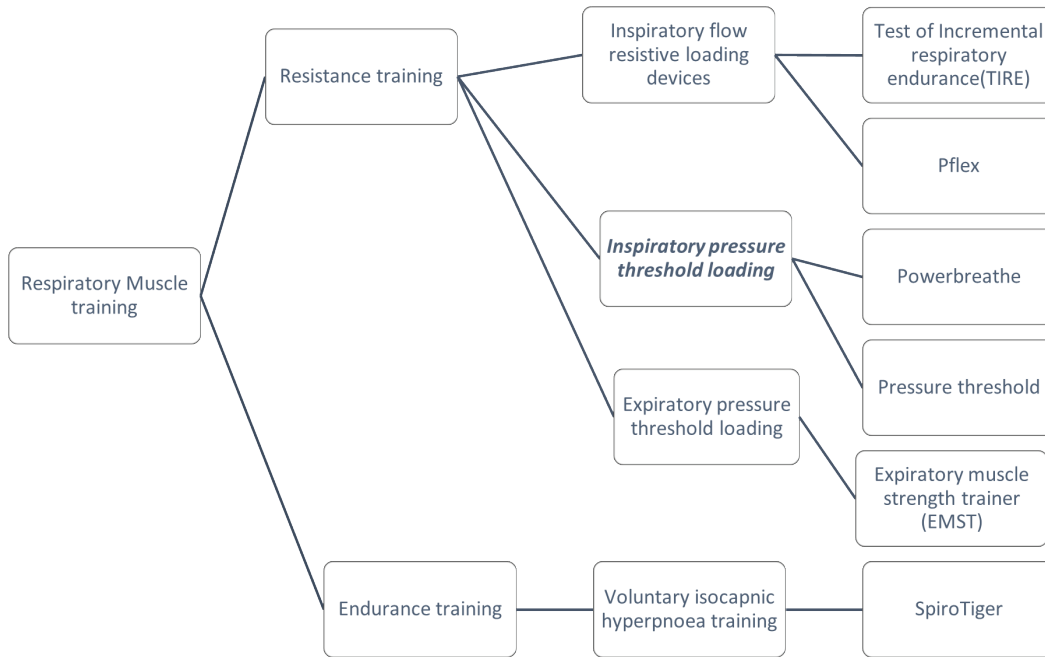 Respiratory Muscle
training
Resistance training
Inspiratory flow
resistive loading
devices
Test of Incremental
respiratory
endurance(TIRE)
Pflex
Inspiratory pressure
threshold loading
Powerbreathe
Pressure threshold
Expiratory pressure
threshold loading
Expiratory muscle
strength trainer
(EMST)
Endurance training
Voluntary isocapnic
hyperpnoea training
SpiroTiger